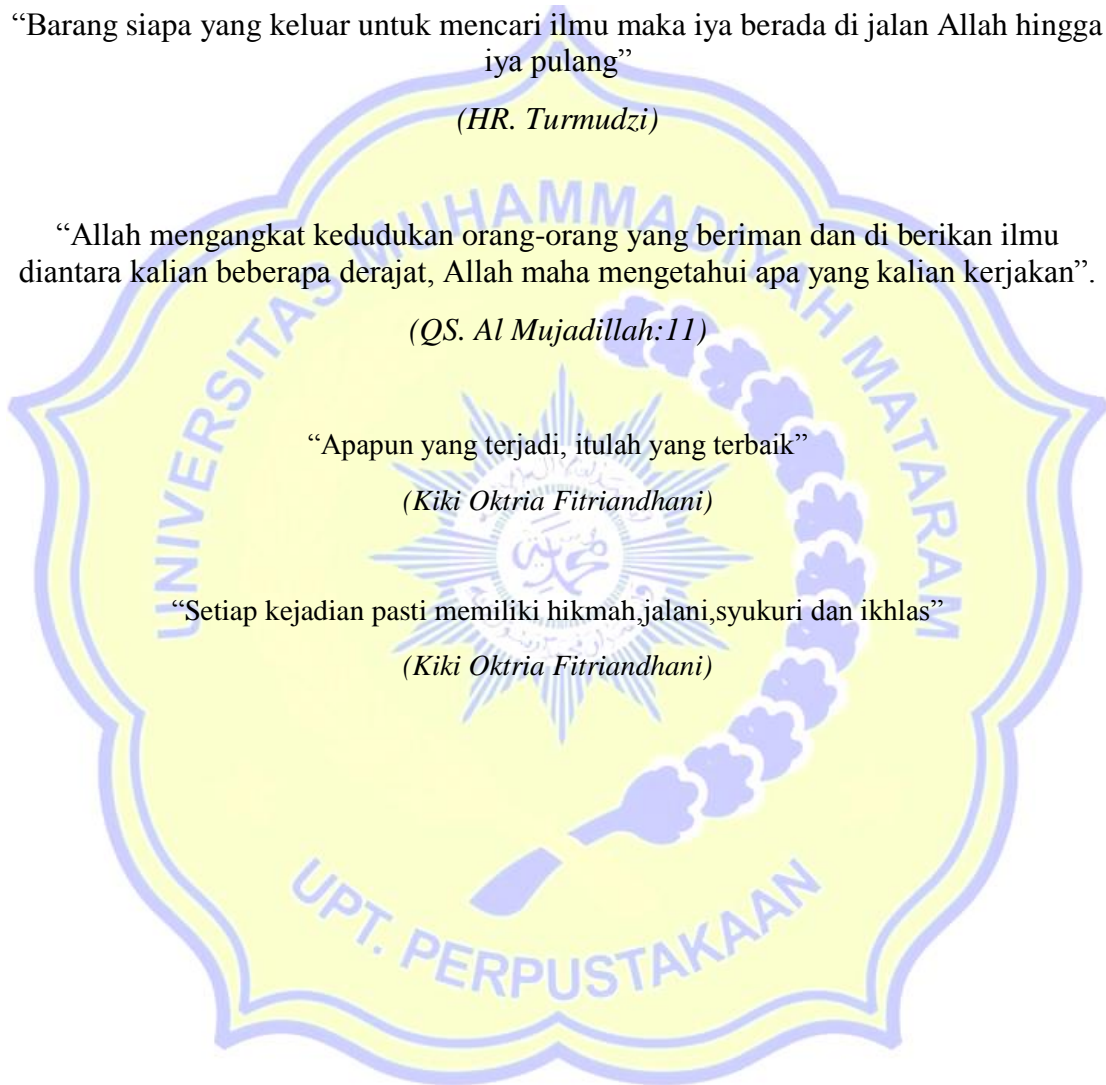 “Barang siapa yang keluar untuk mencari ilmu maka iya berada di jalan Allah hingga
iya pulang”
(HR. Turmudzi)
“Allah mengangkat kedudukan orang-orang yang beriman dan di berikan ilmu
diantara kalian beberapa derajat, Allah maha mengetahui apa yang kalian kerjakan”.
(QS. Al Mujadillah:11)
“Apapun yang terjadi, itulah yang terbaik”
(Kiki Oktria Fitriandhani)
“Setiap kejadian pasti memiliki hikmah,jalani,syukuri dan ikhlas”
(Kiki Oktria Fitriandhani)
UNIVERSITAS MUHAMMADIYAH MATARAM
UPT. PERPUSTAKAAN